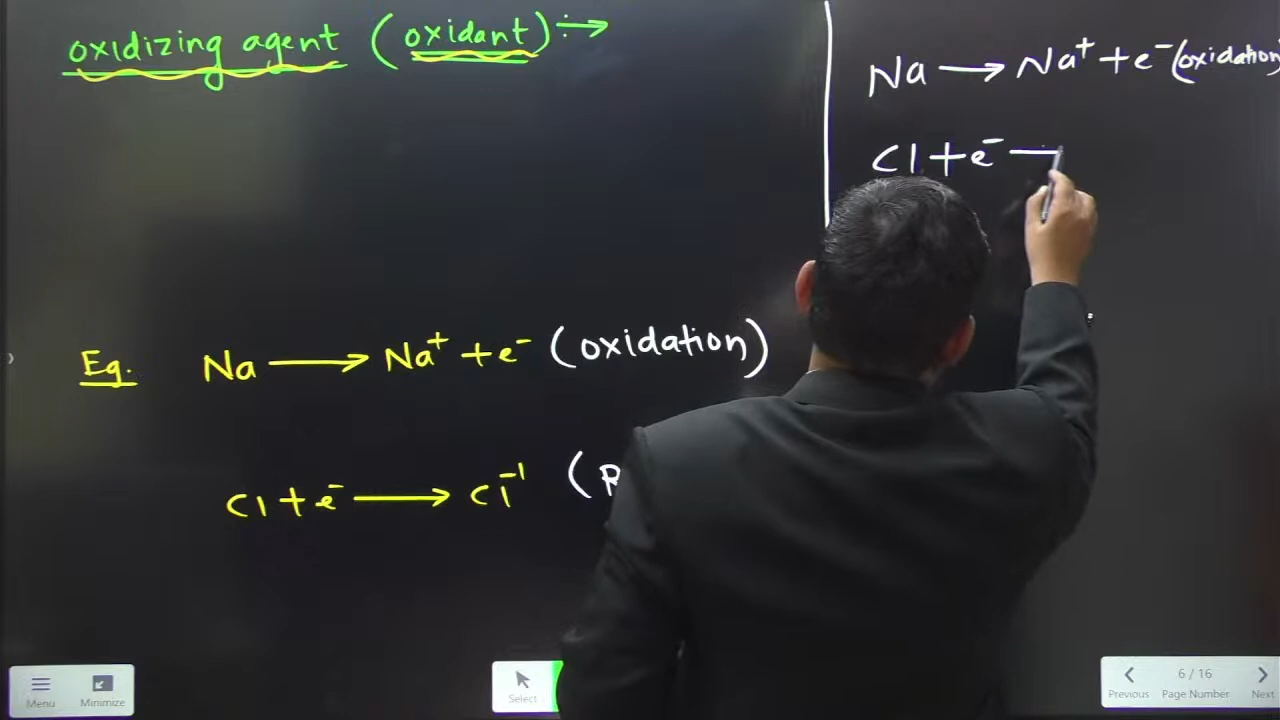 oxidizing agent (oxidant) :→
Eg. Na → Na⁺ + e⁻ (oxidation)
Cl + e⁻ → Cl⁻¹ (
Na → Na⁺ + e⁻ (oxidation)
Cl + e⁻ —
Menu
Minimize
Select
6 / 16
Previous
Page Number
Next